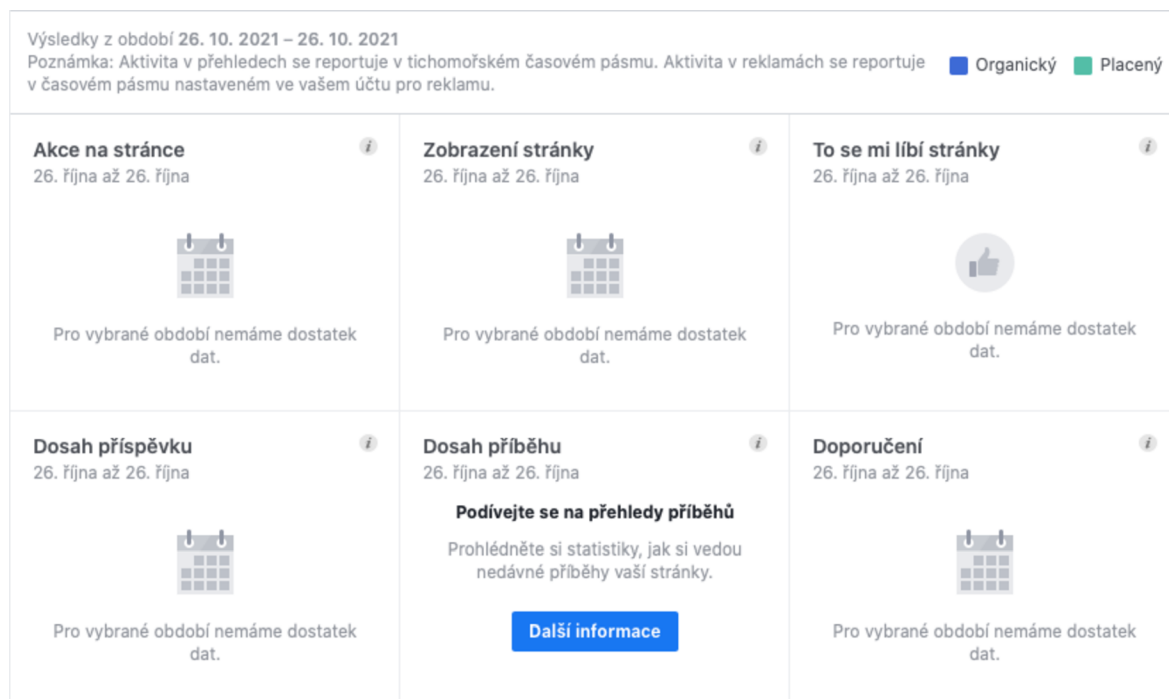 Výsledky z období 26. 10. 2021 – 26. 10. 2021
Poznámka: Aktivita v přehledech se reportuje v tichomořském časovém pásmu. Aktivita v reklamách se reportuje
v časovém pásmu nastaveném ve vašem účtu pro reklamu.
Organický
Placený
Akce na stránce
26. října až 26. října
Pro vybrané období nemáme dostatek
dat.
Zobrazení stránky
26. října až 26. října
Pro vybrané období nemáme dostatek
dat.
To se mi líbí stránky
26. října až 26. října
Pro vybrané období nemáme dostatek
dat.
Dosah příspěvku
26. října až 26. října
Pro vybrané období nemáme dostatek
dat.
Dosah příběhu
26. října až 26. října
Podívejte se na přehledy příběhů
Prohlédněte si statistiky, jak si vedou
nedávné příběhy vaší stránky.
Další informace
Doporučení
26. října až 26. října
Pro vybrané období nemáme dostatek
dat.